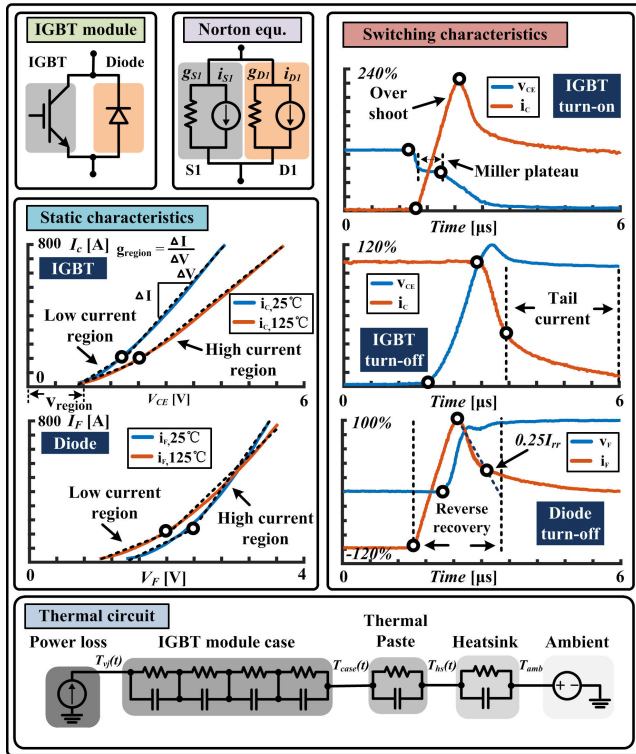 IGBT module
IGBT
Diode
Norton equ.
g_S1 i_S1 g_D1 i_D1
S1 D1
Switching characteristics
240%
Over
shoot
v_CE
i_C
IGBT
turn-on
Miller plateau
Time [μs]
6
120%
v_CE
i_C
Tail
current
IGBT
turn-off
Time [μs]
6
100%
v_F
i_F
0.25I_rr
Reverse
recovery
Diode
turn-off
-120%
Time [μs]
6
Static characteristics
800 I_c [A]
g_region = ΔI/ΔV
IGBT
ΔV
ΔI
i_C,25℃
i_C,125℃
Low current
region
High current
region
0
V_region
V_CE [V]
6
800 I_F [A]
Diode
i_F,25℃
i_F,125℃
Low current
region
High current
region
0
V_F [V]
4
Thermal circuit
Power loss
T_vj(t)
IGBT module case
T_case(t)
Thermal
Paste
T_hs(t)
Heatsink
T_amb
Ambient
+ −